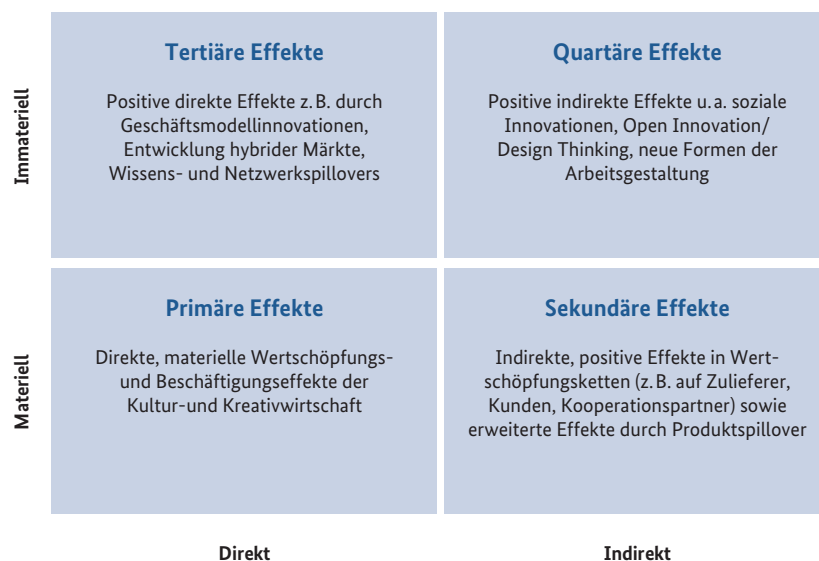 Immateriell
Tertiäre Effekte
Positive direkte Effekte z. B. durch
Geschäftsmodellinnovationen,
Entwicklung hybrider Märkte,
Wissens- und Netzwerkspillovers
Quartäre Effekte
Positive indirekte Effekte u. a. soziale
Innovationen, Open Innovation/
Design Thinking, neue Formen der
Arbeitsgestaltung
Materiell
Primäre Effekte
Direkte, materielle Wertschöpfungs-
und Beschäftigungseffekte der
Kultur-und Kreativwirtschaft
Sekundäre Effekte
Indirekte, positive Effekte in Wert-
schöpfungsketten (z. B. auf Zulieferer,
Kunden, Kooperationspartner) sowie
erweiterte Effekte durch Produktspillover
Direkt
Indirekt